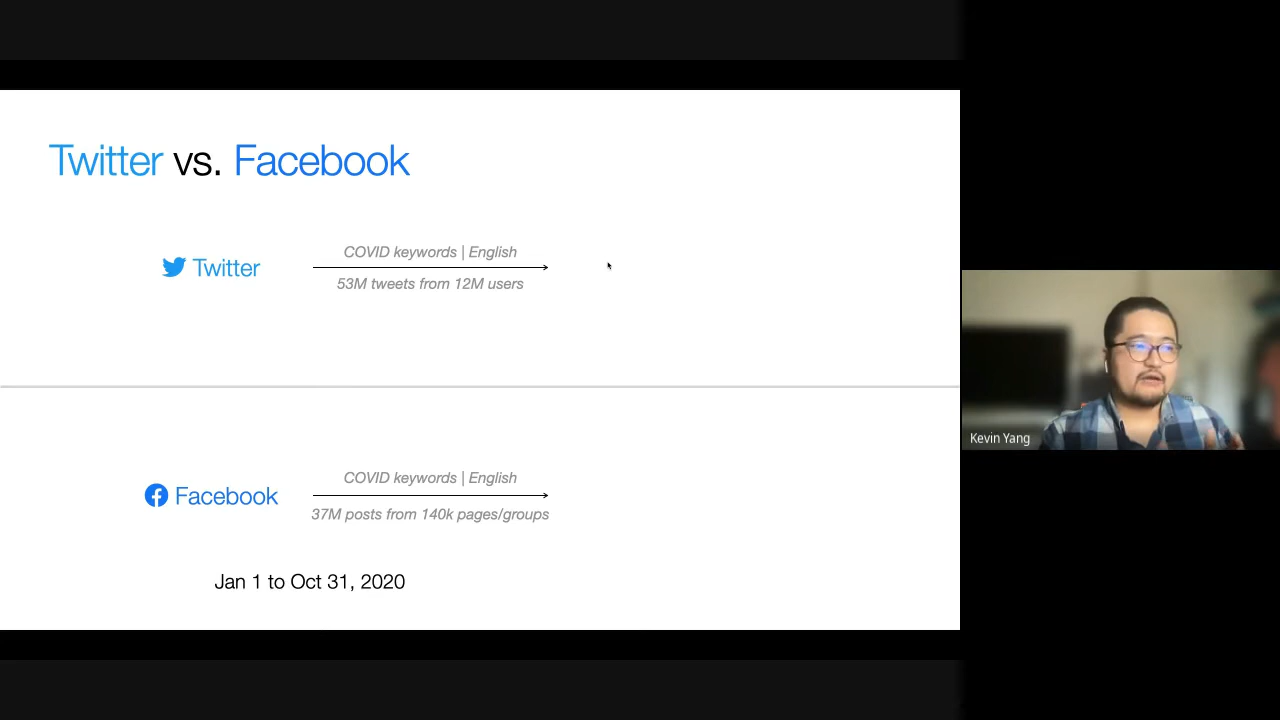 Twitter vs. Facebook
COVID keywords | English
Twitter
53M tweets from 12M users
COVID keywords | English
Facebook
37M posts from 140k pages/groups
Jan 1 to Oct 31, 2020
Kevin Yang